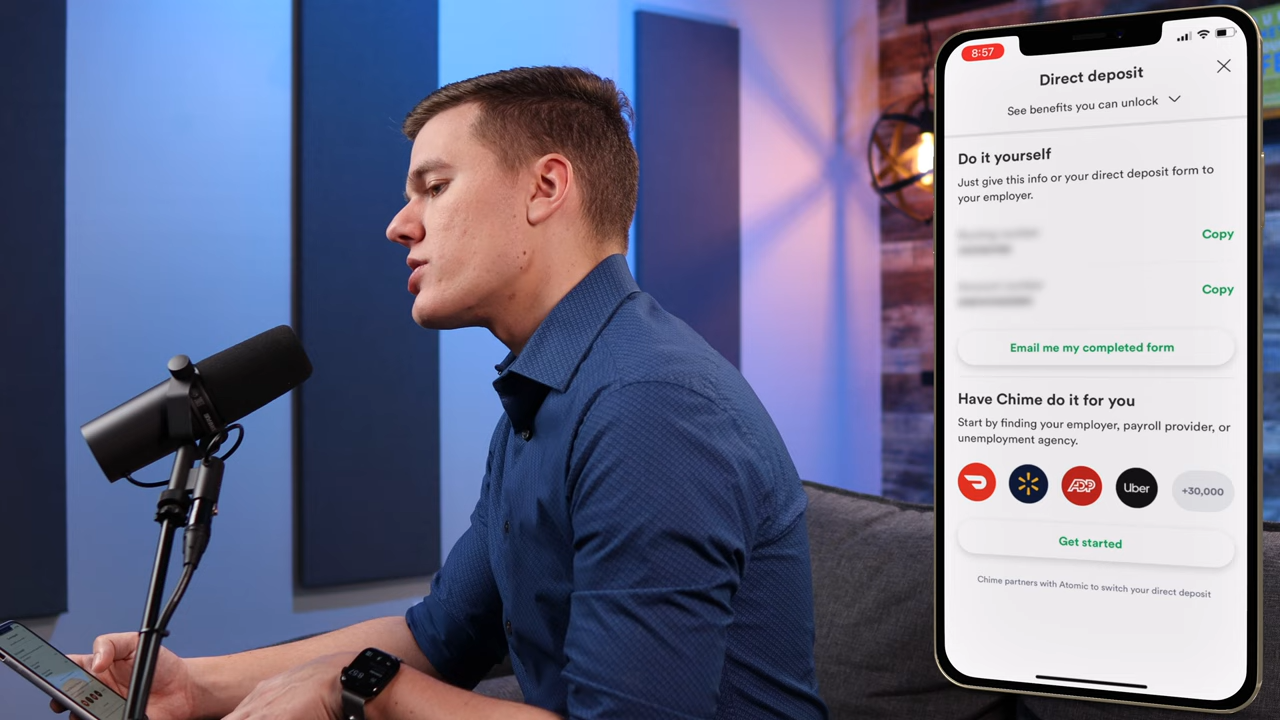 8:57
Direct deposit
See benefits you can unlock
Do it yourself
Just give this info or your direct deposit form to
your employer.
Copy
Copy
Email me my completed form
Have Chime do it for you
Start by finding your employer, payroll provider, or
unemployment agency.
ADP
Uber
+30,000
Get started
Chime partners with Atomic to switch your direct deposit